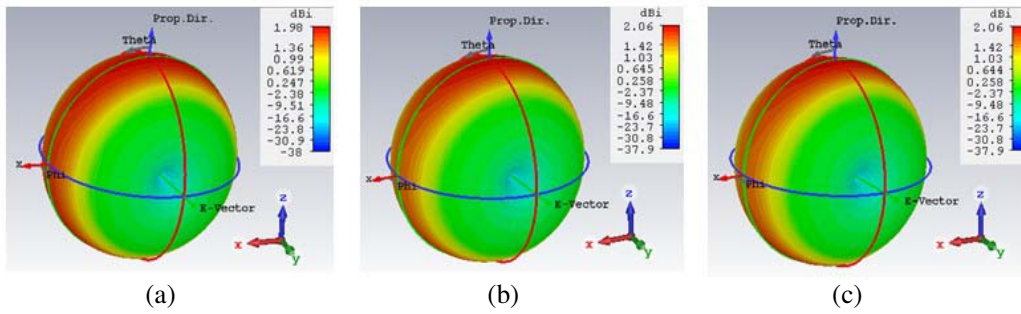 Prop.Dir.
Theta
x
Phi
E-Vector
z
x
y
dBi
1.98
1.36
0.99
0.619
0.247
-2.38
-9.51
-16.6
-23.8
-30.9
-38
(a)
Prop.Dir.
Theta
x
Phi
E-Vector
z
x
y
dBi
2.06
1.42
1.03
0.645
0.258
-2.37
-9.48
-16.6
-23.7
-30.8
-37.9
(b)
Prop.Dir.
Theta
x
Phi
E-Vector
z
x
y
dBi
2.06
1.42
1.03
0.644
0.258
-2.37
-9.48
-16.6
-23.7
-30.8
-37.9
(c)